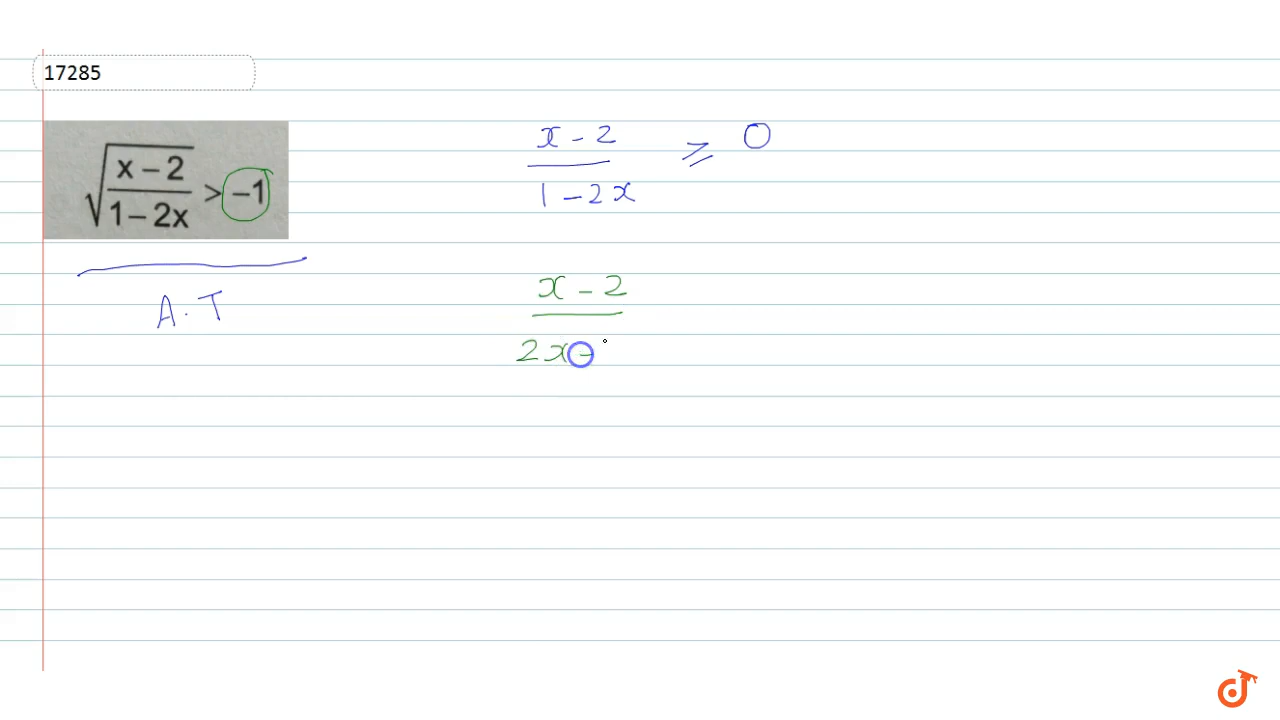 17285
√((x – 2)/(1 – 2x)) > –1
A.T
(x - 2)/(1 - 2x) ≥ 0
x - 2
2x -